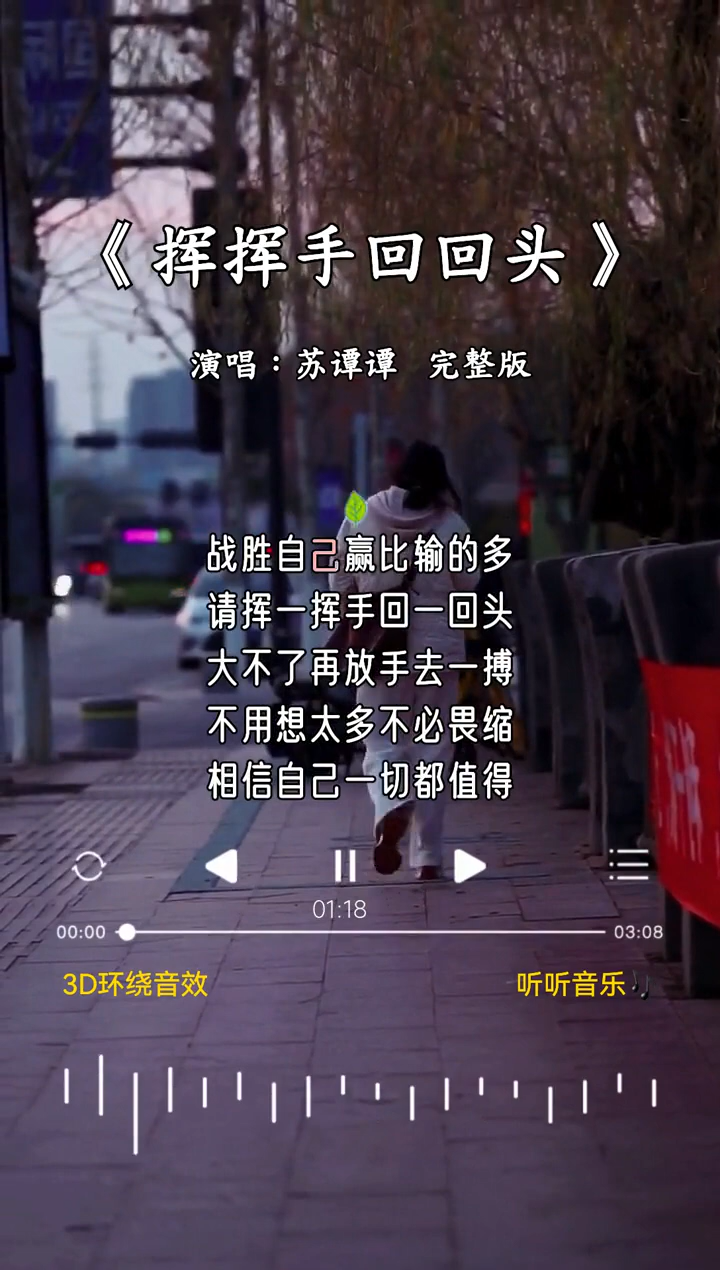 《挥挥手回回头》
演唱：苏谭谭 完整版
战胜自己赢比输的多
请挥一挥手回一回头
大不了再放手去一搏
不用想太多不必畏缩
相信自己一切都值得
01:18
00:00 03:08
3D环绕音效 听听音乐